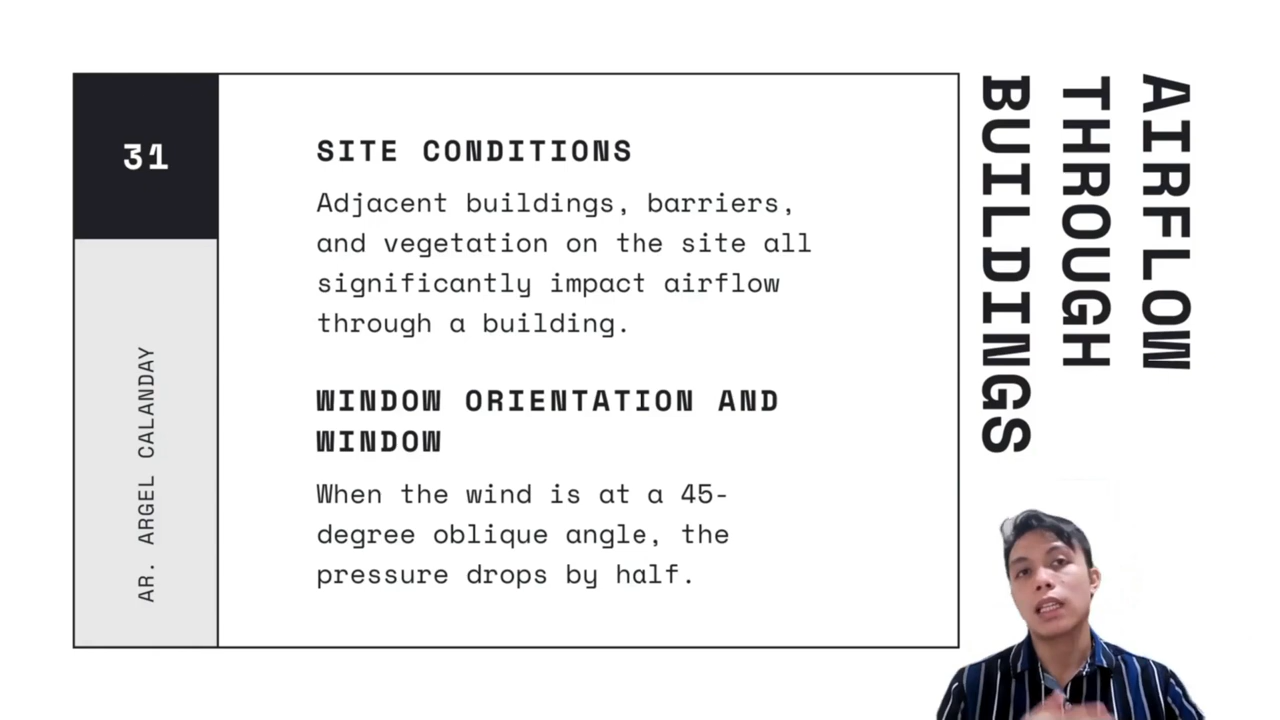 31
AR. ARGEL CALANDAY
SITE CONDITIONS
Adjacent buildings, barriers,
and vegetation on the site all
significantly impact airflow
through a building.
WINDOW ORIENTATION AND
WINDOW
When the wind is at a 45-
degree oblique angle, the
pressure drops by half.
AIRFLOW
THROUGH
BUILDINGS